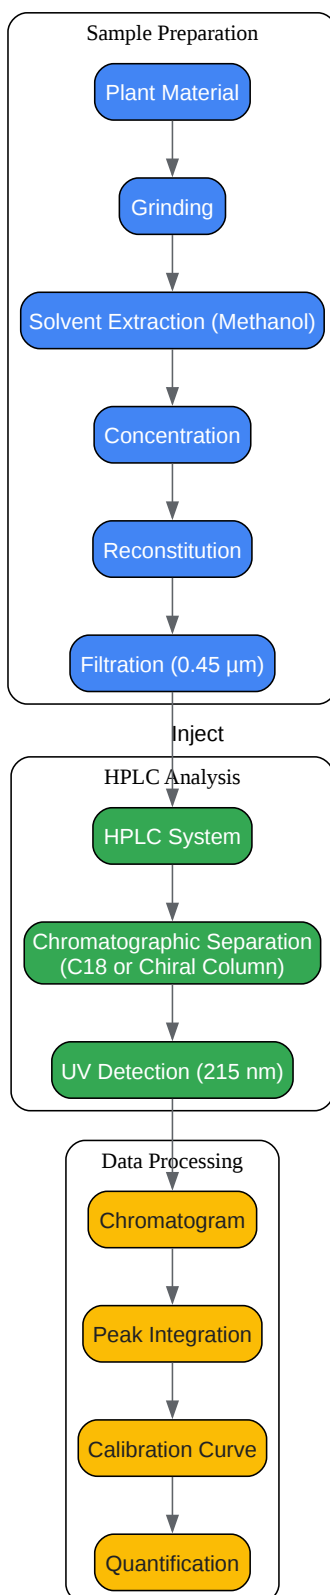 Sample Preparation
Plant Material
Grinding
Solvent Extraction (Methanol)
Concentration
Reconstitution
Filtration (0.45 µm)
Inject
HPLC Analysis
HPLC System
Chromatographic Separation
(C18 or Chiral Column)
UV Detection (215 nm)
Data Processing
Chromatogram
Peak Integration
Calibration Curve
Quantification